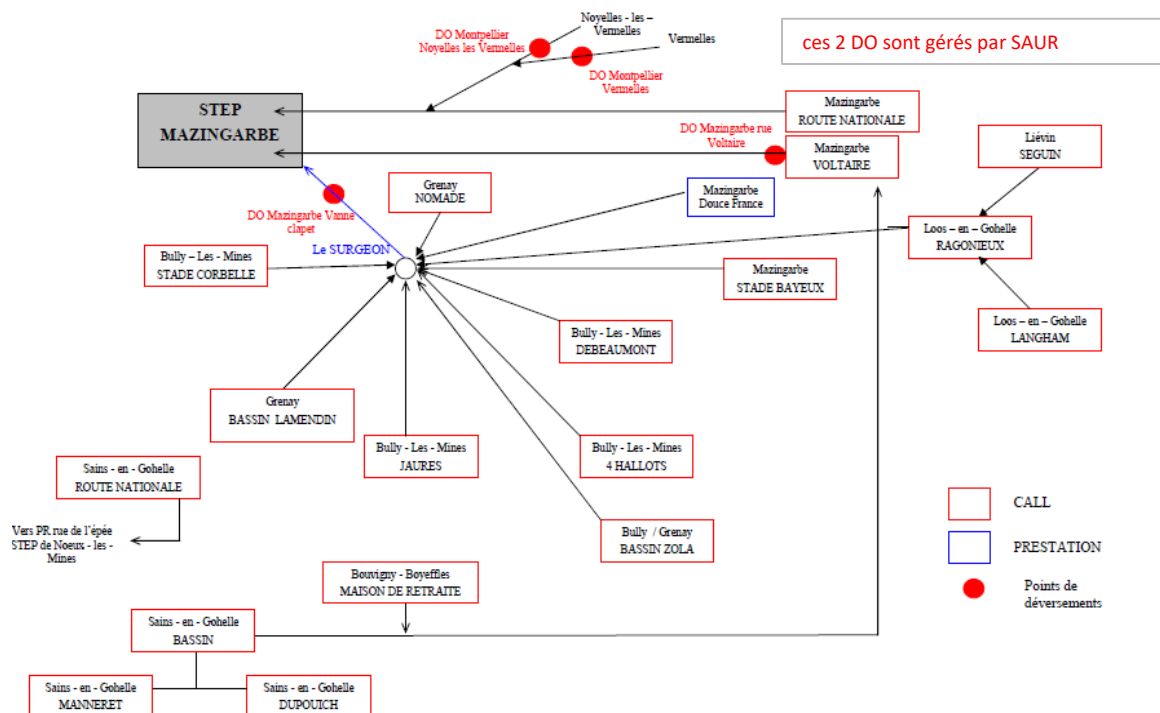 Noyelles - les –
Vermelles
Vermelles
ces 2 DO sont gérés par SAUR
DO Montpellier
Noyelles les Vermelles
DO Montpellier
Vermelles
STEP
MAZINGARBE
Mazingarbe
ROUTE NATIONALE
DO Mazingarbe rue
Voltaire
Mazingarbe
VOLTAIRE
Liévin
SEGUIN
Grenay
NOMADE
Mazingarbe
Douce France
DO Mazingarbe Vanne
clapet
Le SURGEON
Loos – en – Gohelle
RAGONIEUX
Bully – Les - Mines
STADE CORBELLE
Mazingarbe
STADE BAYEUX
Bully - Les - Mines
DEBEAUMONT
Loos – en – Gohelle
LANGHAM
Grenay
BASSIN LAMENDIN
Bully - Les - Mines
JAURES
Bully - Les - Mines
4 HALLOTS
Sains - en - Gohelle
ROUTE NATIONALE
Vers PR rue de l'épée
STEP de Noeux - les -
Mines
Bully / Grenay
BASSIN ZOLA
CALL
PRESTATION
Points de
déversements
Bouvigny - Boyeffles
MAISON DE RETRAITE
Sains - en - Gohelle
BASSIN
Sains - en - Gohelle
MANNERET
Sains - en - Gohelle
DUPOUICH